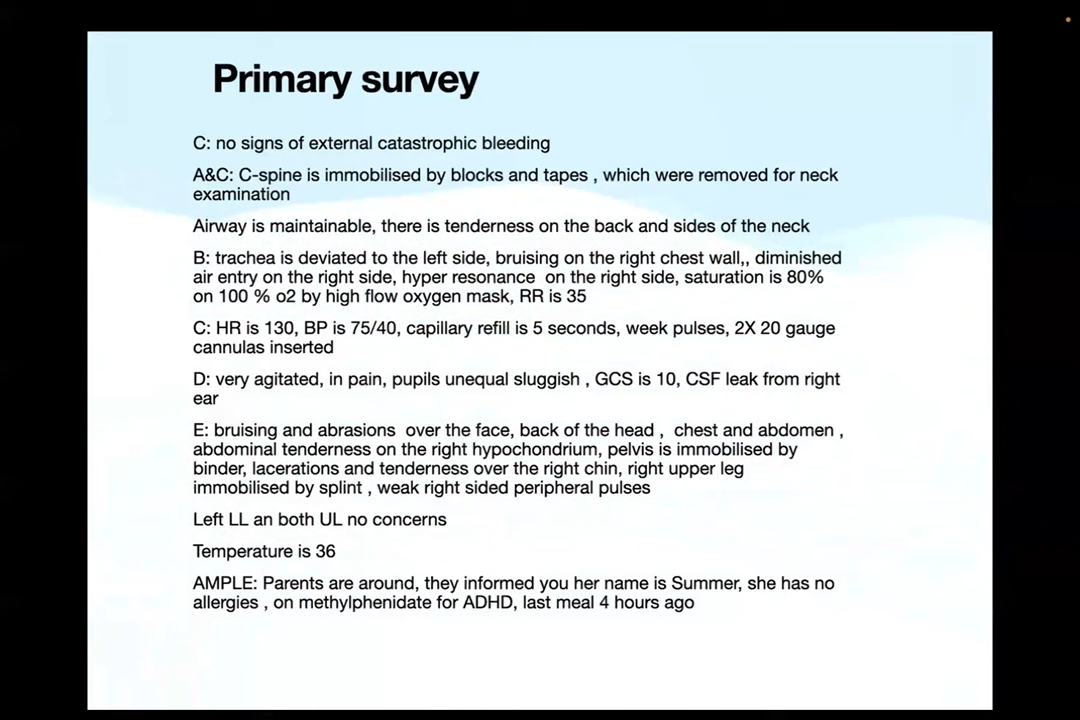 Primary survey
C: no signs of external catastrophic bleeding
A&C: C-spine is immobilised by blocks and tapes , which were removed for neck
examination
Airway is maintainable, there is tenderness on the back and sides of the neck
B: trachea is deviated to the left side, bruising on the right chest wall,, diminished
air entry on the right side, hyper resonance  on the right side, saturation is 80%
on 100 % o2 by high flow oxygen mask, RR is 35
C: HR is 130, BP is 75/40, capillary refill is 5 seconds, week pulses, 2X 20 gauge
cannulas inserted
D: very agitated, in pain, pupils unequal sluggish , GCS is 10, CSF leak from right
ear
E: bruising and abrasions  over the face, back of the head ,  chest and abdomen ,
abdominal tenderness on the right hypochondrium, pelvis is immobilised by
binder, lacerations and tenderness over the right chin, right upper leg
immobilised by splint , weak right sided peripheral pulses
Left LL an both UL no concerns
Temperature is 36
AMPLE: Parents are around, they informed you her name is Summer, she has no
allergies , on methylphenidate for ADHD, last meal 4 hours ago